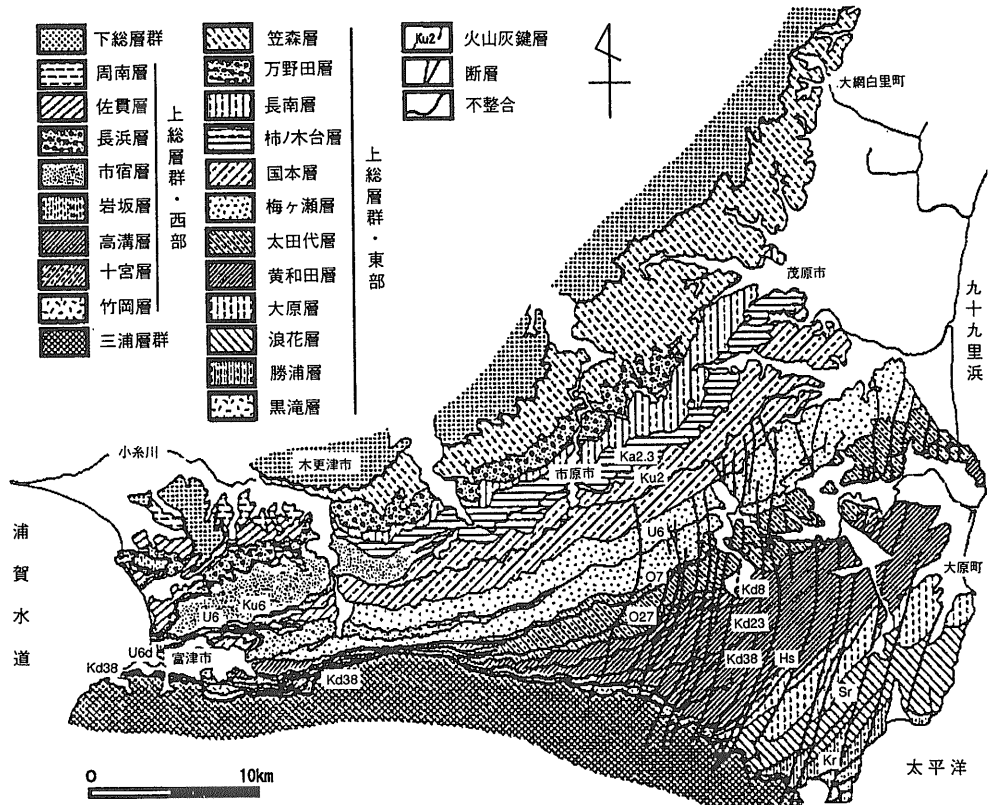 下総層群
周南層
佐貫層
長浜層
市宿層
岩坂層
高溝層
十宮層
竹岡層
三浦層群
上総層群・西部
笠森層
万野田層
長南層
柿ノ木台層
国本層
梅ヶ瀬層
太田代層
黄和田層
大原層
浪花層
勝浦層
黒滝層
上総層群・東部
Ku2 火山灰鍵層
断層
不整合
大網白里町
茂原市
九十九里浜
小糸川
木更津市
市原市
Ka2.3
Ku2
U6
O7
O27
Kd8
Kd23
Kd38
Hs
Sr
Kr
大原町
浦賀水道
Ku6
U6
U6d
富津市
Kd38
Kd38
太平洋
0 10km